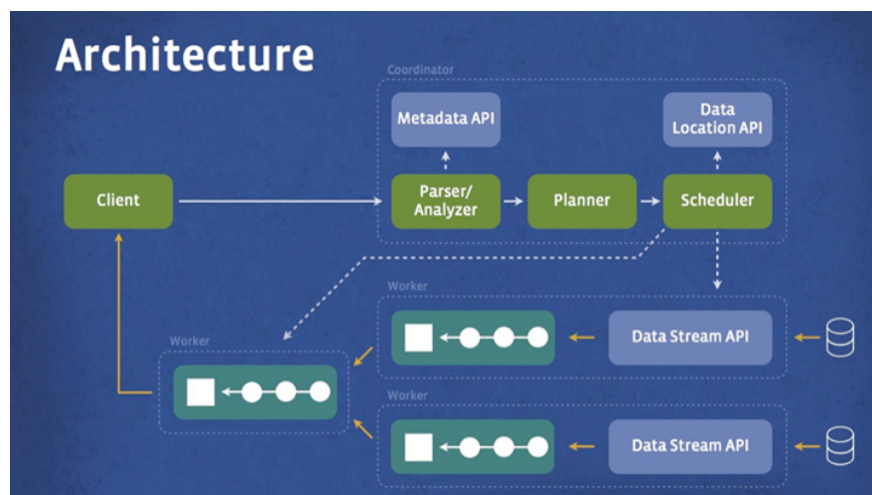 Architecture
Coordinator
Metadata API
Data
Location API
Client
Parser/
Analyzer
Planner
Scheduler
Worker
Data Stream API
Worker
Worker
Data Stream API